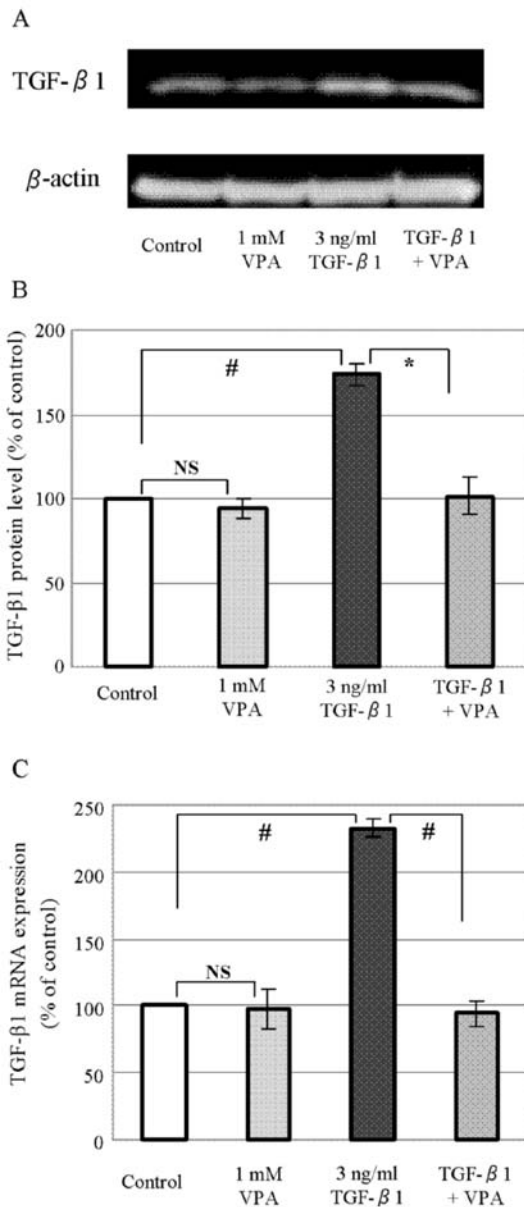 A
TGF-β1
β-actin
Control
1 mM
VPA
3 ng/ml
TGF-β1
TGF-β1
+ VPA
B
TGF-β1 protein level (% of control)
200
150
100
50
0
#
*
NS
Control
1 mM
VPA
3 ng/ml
TGF-β1
TGF-β1
+ VPA
C
TGF-β1 mRNA expression
(% of control)
250
200
150
100
50
0
#
#
NS
Control
1 mM
VPA
3 ng/ml
TGF-β1
TGF-β1
+ VPA